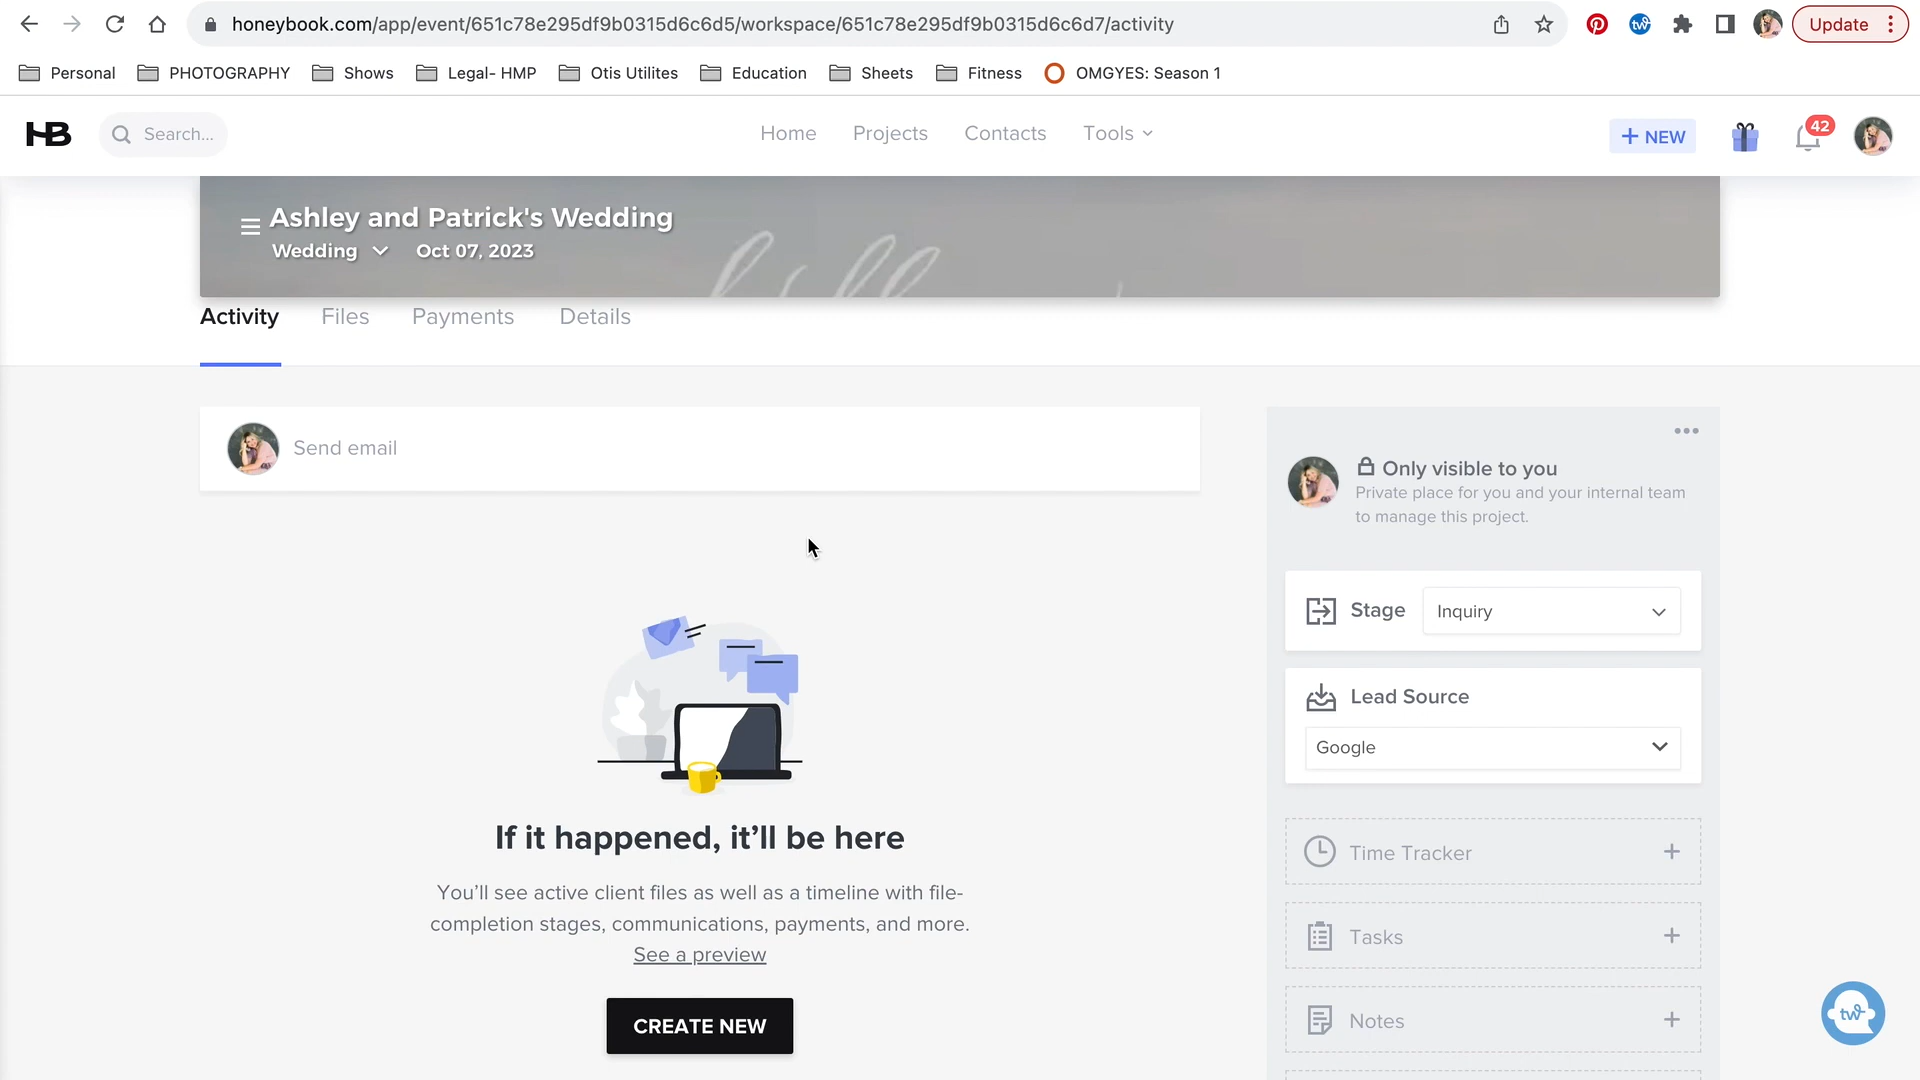 honeybook.com/app/event/651c78e295df9b0315d6c6d5/workspace/651c78e295df9b0315d6c6d7/activity
Update
Personal PHOTOGRAPHY Shows Legal- HMP Otis Utilites Education Sheets Fitness OMGYES: Season 1
HB Search... Home Projects Contacts Tools + NEW 42
Ashley and Patrick's Wedding
Wedding Oct 07, 2023
Activity Files Payments Details
Send email
Only visible to you
Private place for you and your internal team
to manage this project.
Stage Inquiry
Lead Source
Google
If it happened, it’ll be here
You’ll see active client files as well as a timeline with file-
completion stages, communications, payments, and more.
See a preview
CREATE NEW
Time Tracker +
Tasks +
Notes +
tw